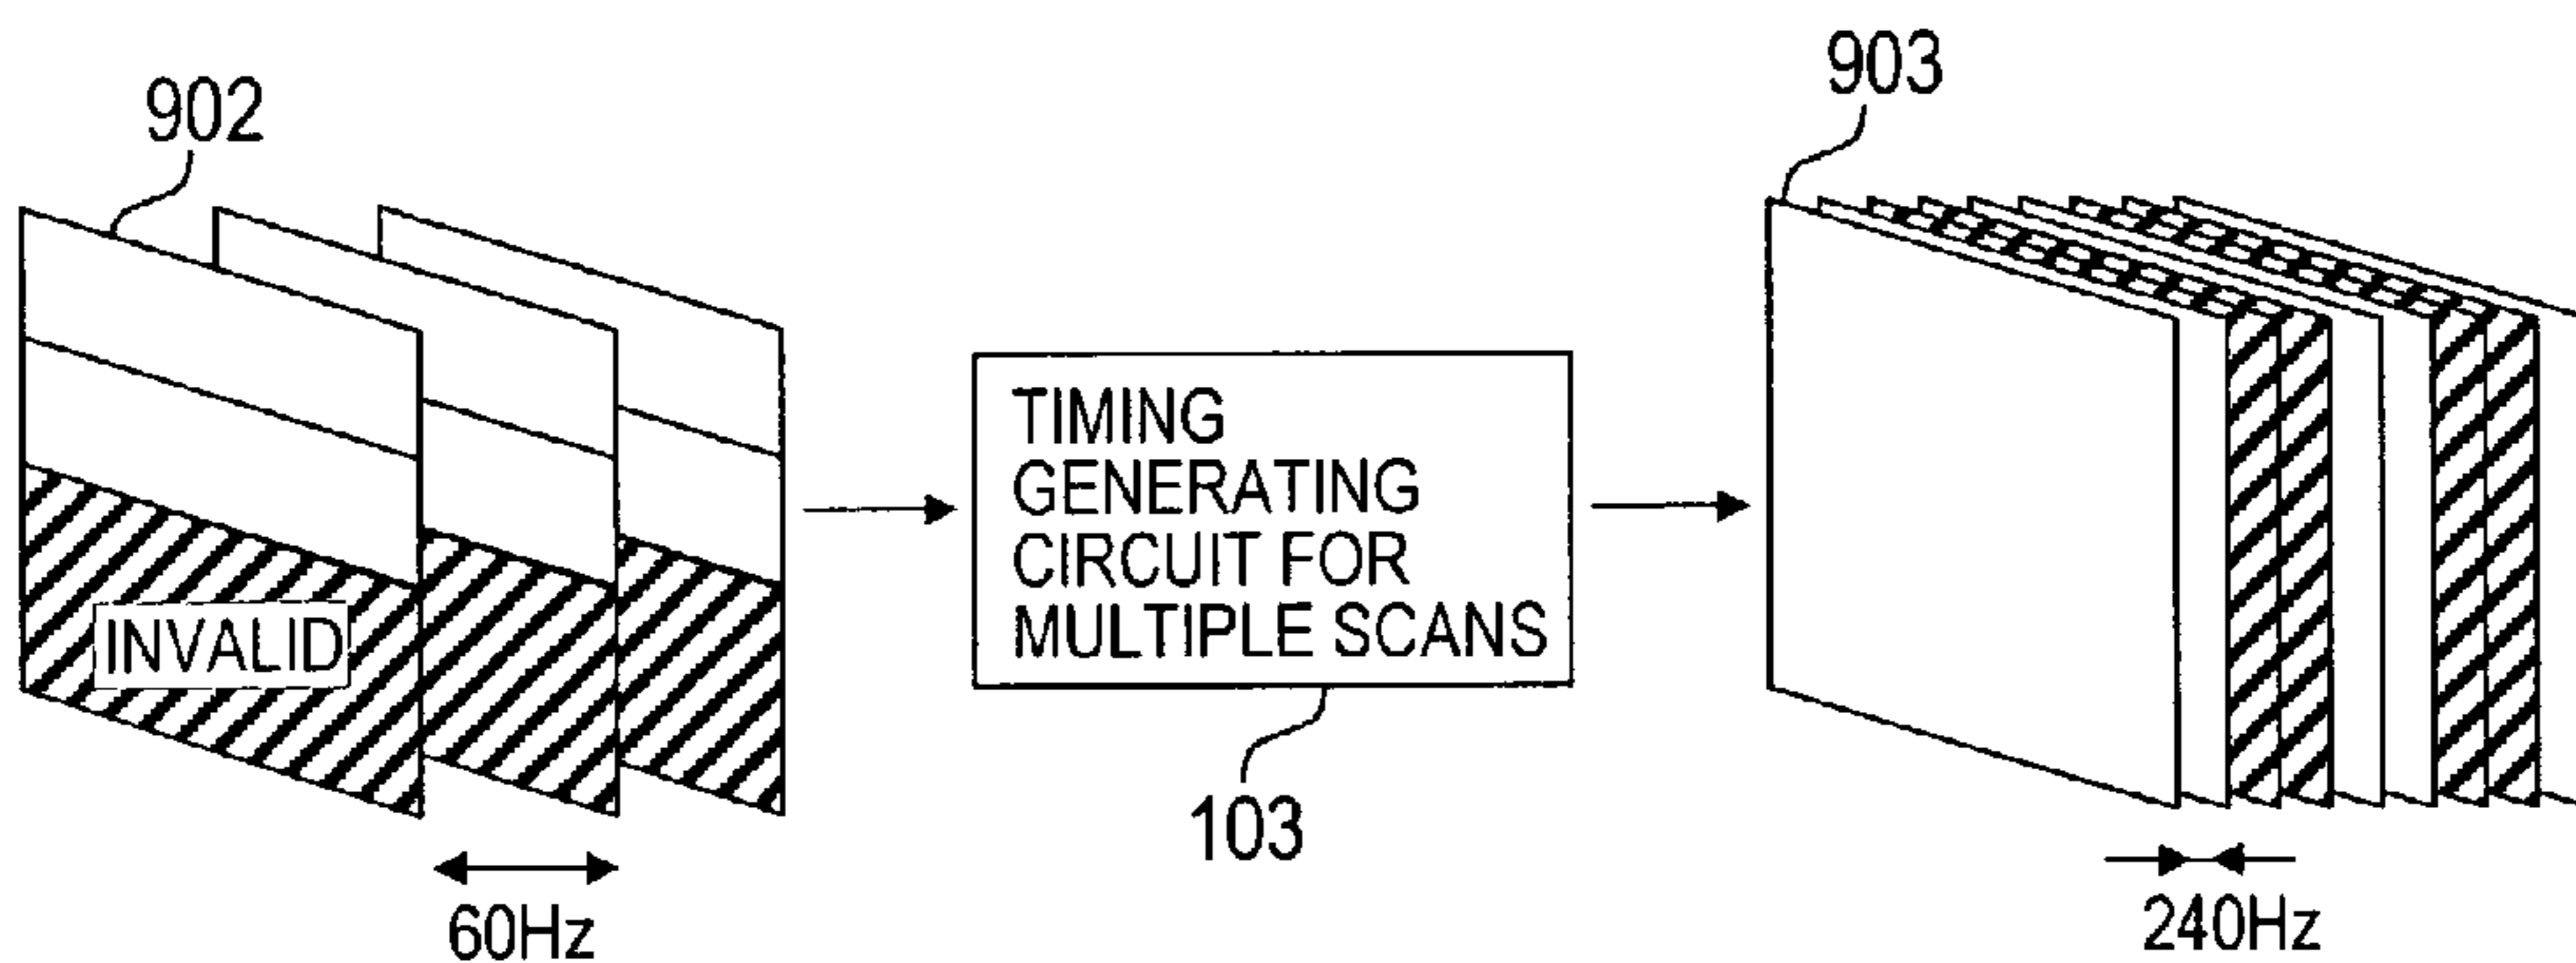 902
903
INVALID
TIMING
GENERATING
CIRCUIT FOR
MULTIPLE SCANS
103
60Hz
240Hz